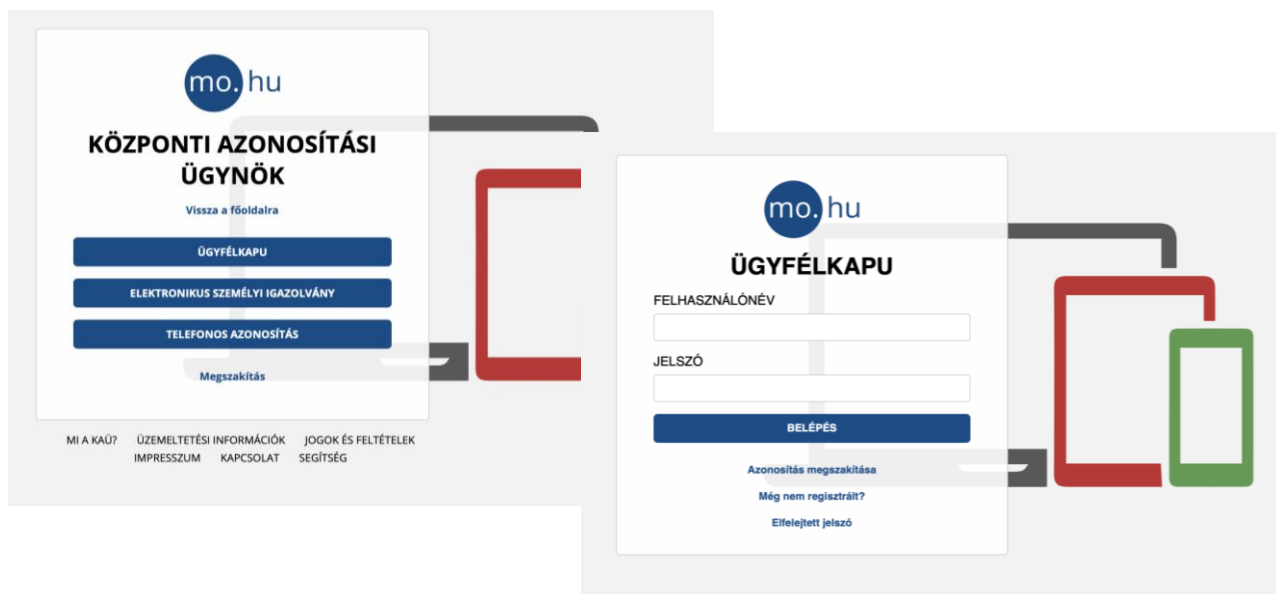 mo.hu
KÖZPONTI AZONOSÍTÁSI
ÜGYNÖK
Vissza a főoldalra
ÜGYFÉLKAPU
ELEKTRONIKUS SZEMÉLYI IGAZOLVÁNY
TELEFONOS AZONOSÍTÁS
Megszakítás
MI A KAÜ? ÜZEMELTETÉSI INFORMÁCIÓK JOGOK ÉS FELTÉTELEK
IMPRESSZUM KAPCSOLAT SEGÍTSÉG
mo.hu
ÜGYFÉLKAPU
FELHASZNÁLÓNÉV
JELSZÓ
BELÉPÉS
Azonosítás megszakítása
Még nem regisztrált?
Elfelejtett jelszó